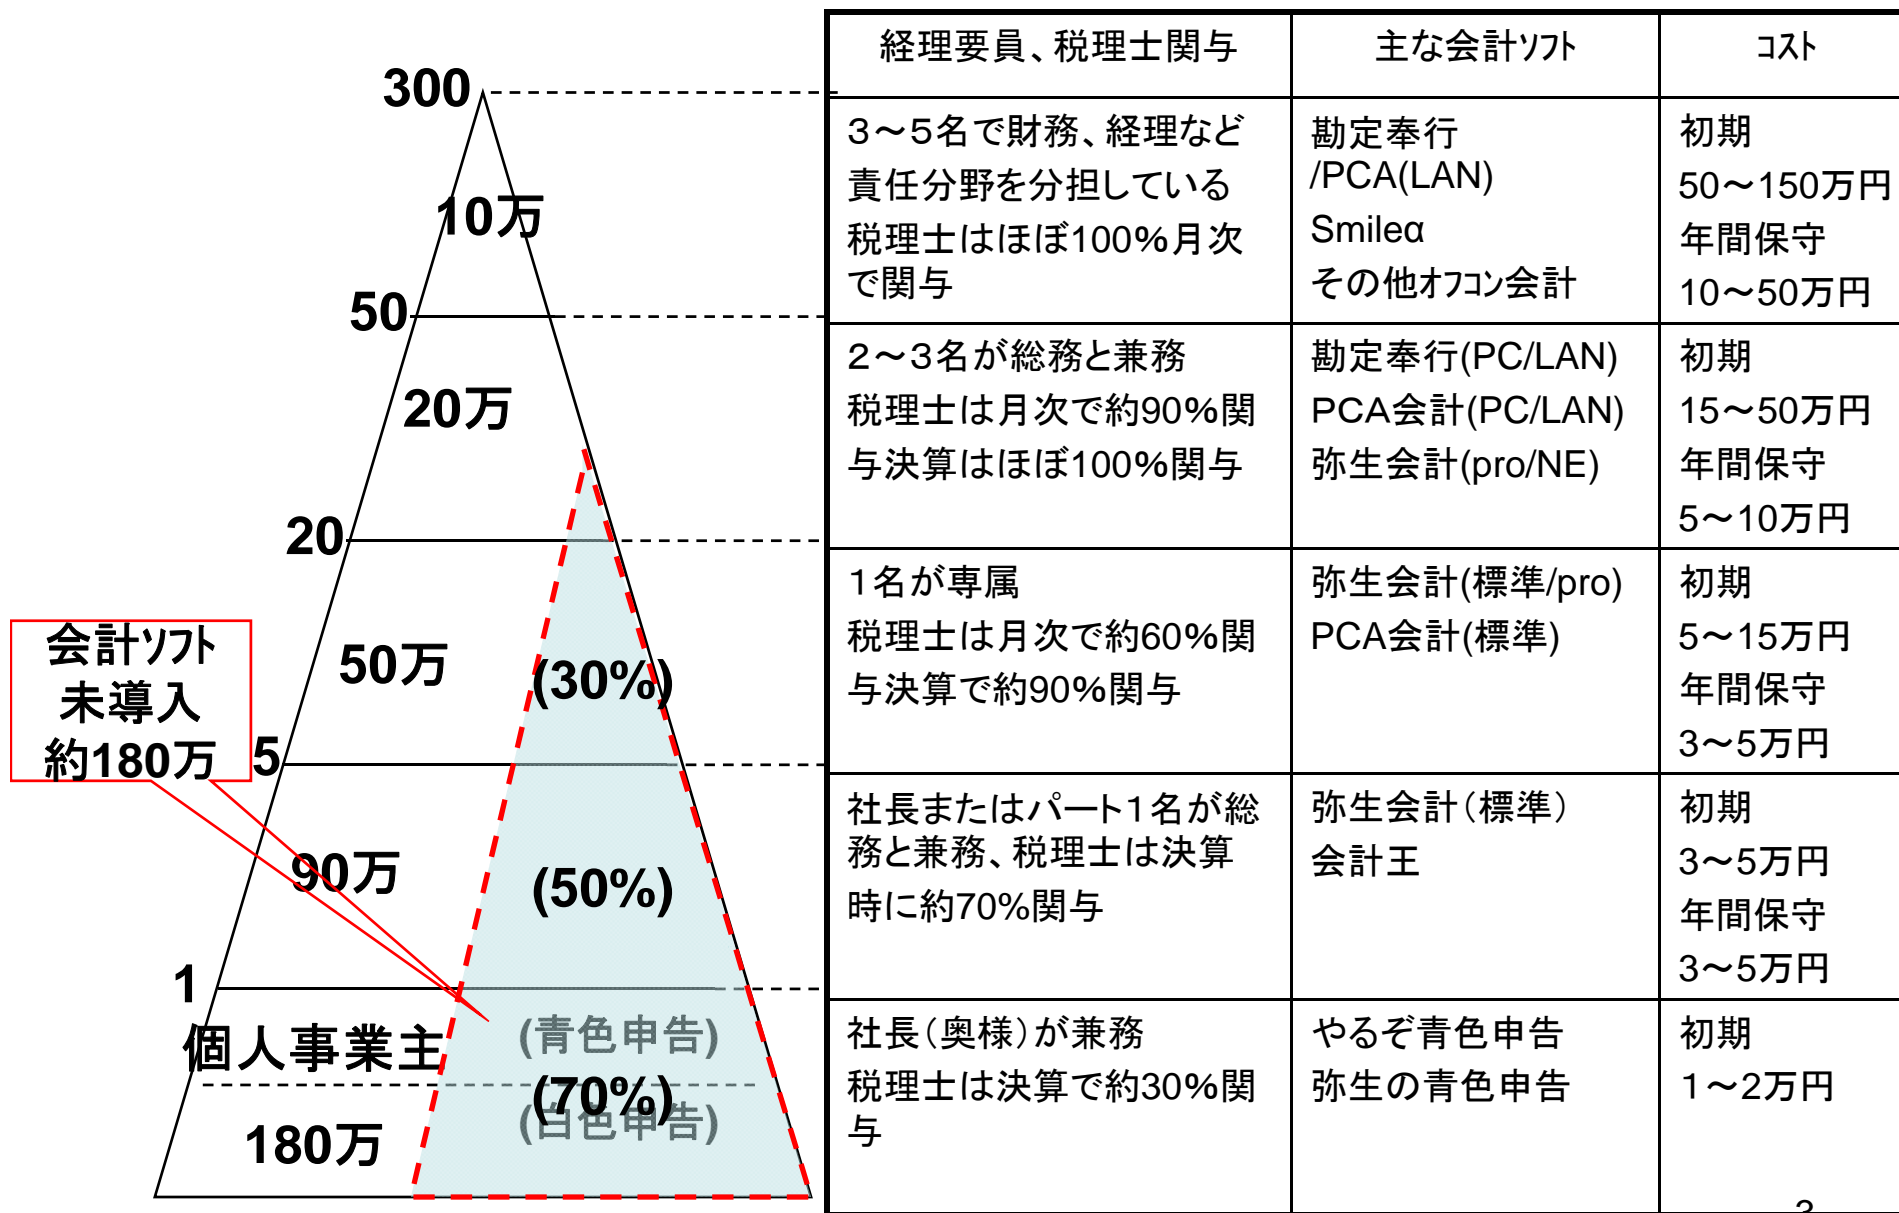 300
10万
50
20万
20
50万
(30%)
会計ソフト
未導入
約180万
5
90万
(50%)
1
個人事業主
(青色申告)
(70%)
(白色申告)
180万
経理要員、税理士関与
主な会計ソフト
コスト
3～5名で財務、経理など
責任分野を分担している
税理士はほぼ100%月次
で関与
勘定奉行
/PCA(LAN)
Smileα
その他オフコン会計
初期
50～150万円
年間保守
10～50万円
2～3名が総務と兼務
税理士は月次で約90%関
与決算はほぼ100%関与
勘定奉行(PC/LAN)
PCA会計(PC/LAN)
弥生会計(pro/NE)
初期
15～50万円
年間保守
5～10万円
1名が専属
税理士は月次で約60%関
与決算で約90%関与
弥生会計(標準/pro)
PCA会計(標準)
初期
5～15万円
年間保守
3～5万円
社長またはパート1名が総
務と兼務、税理士は決算
時に約70%関与
弥生会計(標準)
会計王
初期
3～5万円
年間保守
3～5万円
社長(奥様)が兼務
税理士は決算で約30%関
与
やるぞ青色申告
弥生の青色申告
初期
1～2万円